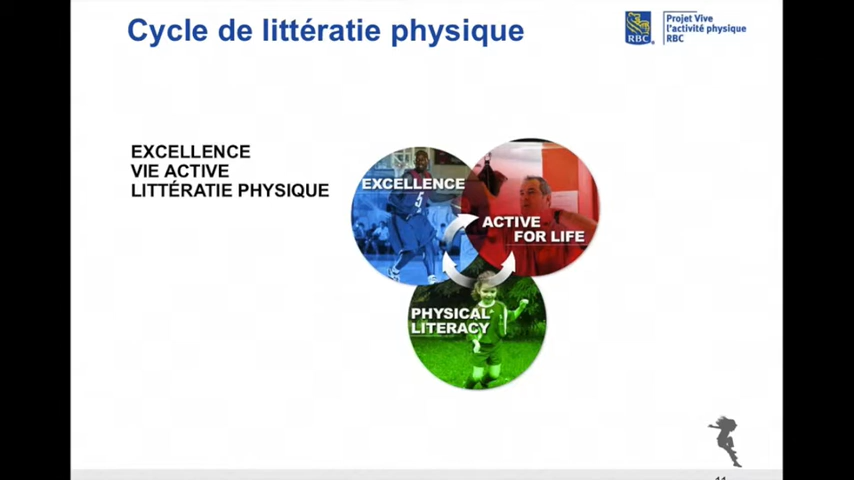 Cycle de littératie physique
RBC
Projet Vive
l'activité physique
RBC
EXCELLENCE
VIE ACTIVE
LITTÉRATIE PHYSIQUE
EXCELLENCE
5
ACTIVE
FOR LIFE
PHYSICAL
LITERACY